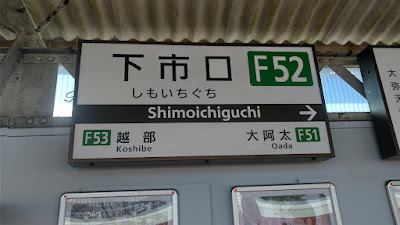 下市口 F52
しもいちぐち
Shimoichiguchi
F53 越部 大阿太 F51
Koshibe Oada